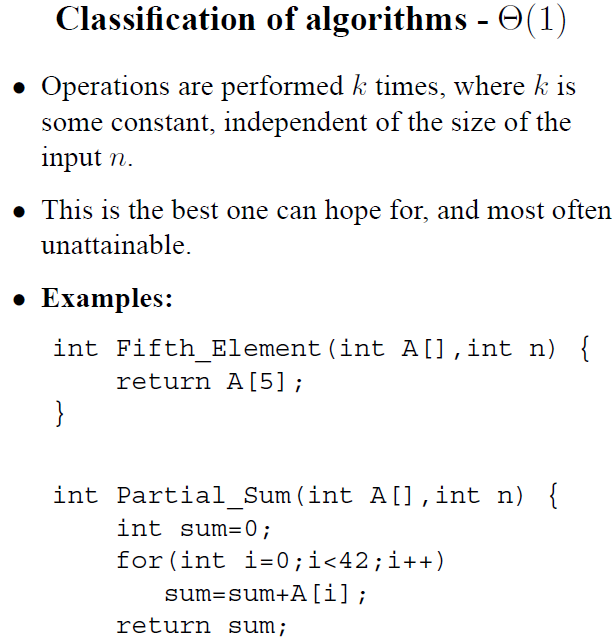 Classification of algorithms - Θ(1)
• Operations are performed k times, where k is
some constant, independent of the size of the
input n.
• This is the best one can hope for, and most often
unattainable.
• Examples:
int Fifth_Element(int A[],int n) {
    return A[5];
}
int Partial_Sum(int A[],int n) {
    int sum=0;
    for(int i=0;i<42;i++)
       sum=sum+A[i];
    return sum;